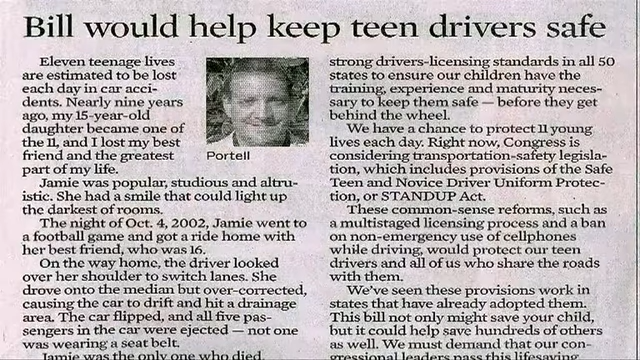 Bill would help keep teen drivers safe
Eleven teenage lives
are estimated to be lost
each day in car acci-
dents. Nearly nine years
ago, my 15-year-old
daughter became one of
the 11, and I lost my best
friend and the greatest
part of my life.
Portell
Jamie was popular, studious and altru-
istic. She had a smile that could light up
the darkest of rooms.
The night of Oct. 4, 2002, Jamie went to
a football game and got a ride home with
her best friend, who was 16.
On the way home, the driver looked
over her shoulder to switch lanes. She
drove onto the median but over-corrected,
causing the car to drift and hit a drainage
area. The car flipped, and all five pas-
sengers in the car were ejected — not one
was wearing a seat belt.
Jamie was the only one who died.
strong drivers-licensing standards in all 50
states to ensure our children have the
training, experience and maturity neces-
sary to keep them safe — before they get
behind the wheel.
We have a chance to protect 11 young
lives each day. Right now, Congress is
considering transportation-safety legisla-
tion, which includes provisions of the Safe
Teen and Novice Driver Uniform Protec-
tion, or STANDUP Act.
These common-sense reforms, such as
a multistaged licensing process and a ban
on non-emergency use of cellphones
while driving, would protect our teen
drivers and all of us who share the roads
with them.
We've seen these provisions work in
states that have already adopted them.
This bill not only might save your child,
but it could help save hundreds of others
as well. We must demand that our con-
gressional leaders pass this lifesaving